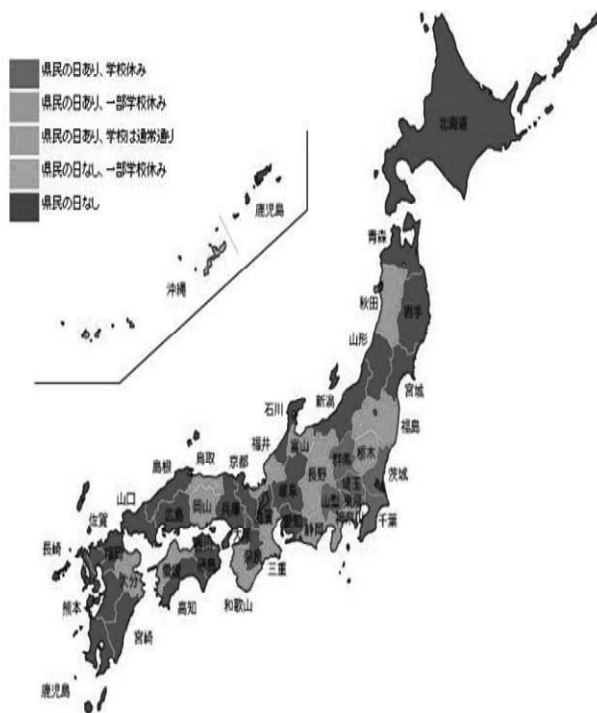 県民の日あり、学校休み
県民の日あり、一部学校休み
県民の日あり、学校は通常通り
県民の日なし、一部学校休み
県民の日なし
北海道
鹿児島
青森
沖縄
秋田
岩手
山形
宮城
新潟
石川
福島
福井
富山
栃木
鳥取
京都
長野
群馬
茨城
島根
埼玉
岐阜
山口
岡山
兵庫
山梨
東京
広島
滋賀
愛知
静岡
神奈川
千葉
佐賀
大阪
福岡
香川
奈良
長崎
三重
大分
愛媛
徳島
熊本
高知
和歌山
宮崎
鹿児島